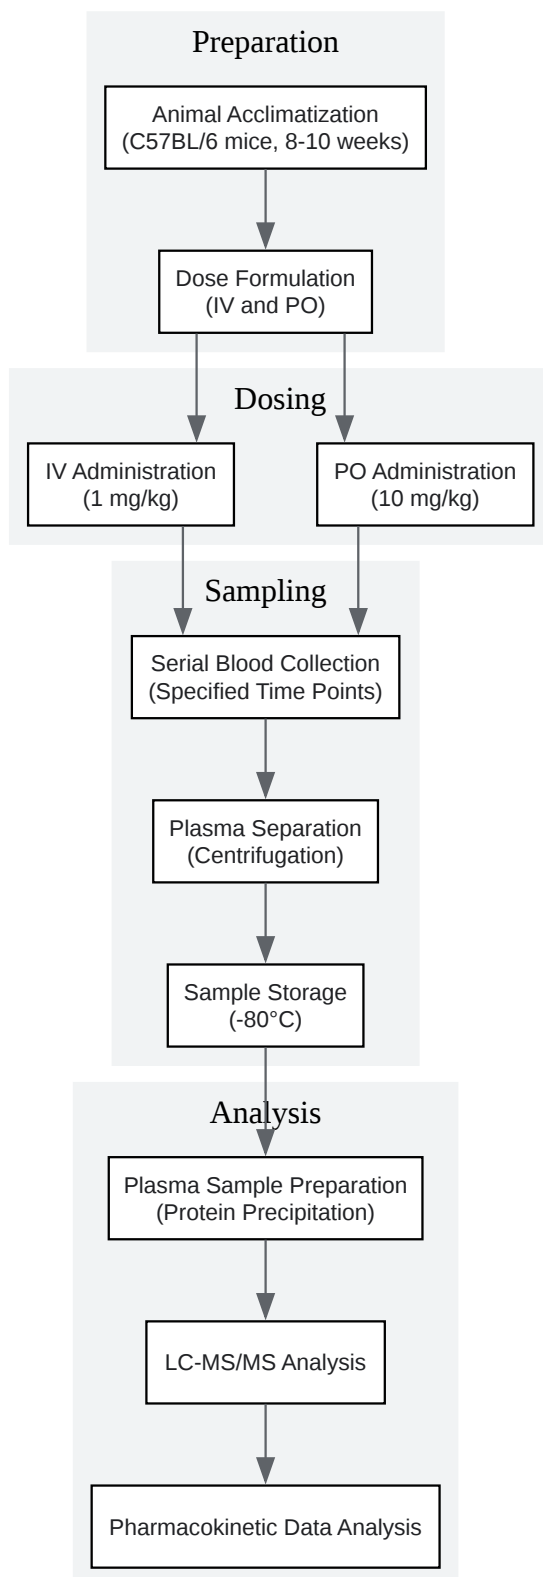 Preparation
Animal Acclimatization
(C57BL/6 mice, 8-10 weeks)
Dose Formulation
(IV and PO)
Dosing
IV Administration
(1 mg/kg)
PO Administration
(10 mg/kg)
Sampling
Serial Blood Collection
(Specified Time Points)
Plasma Separation
(Centrifugation)
Sample Storage
(-80°C)
Analysis
Plasma Sample Preparation
(Protein Precipitation)
LC-MS/MS Analysis
Pharmacokinetic Data Analysis